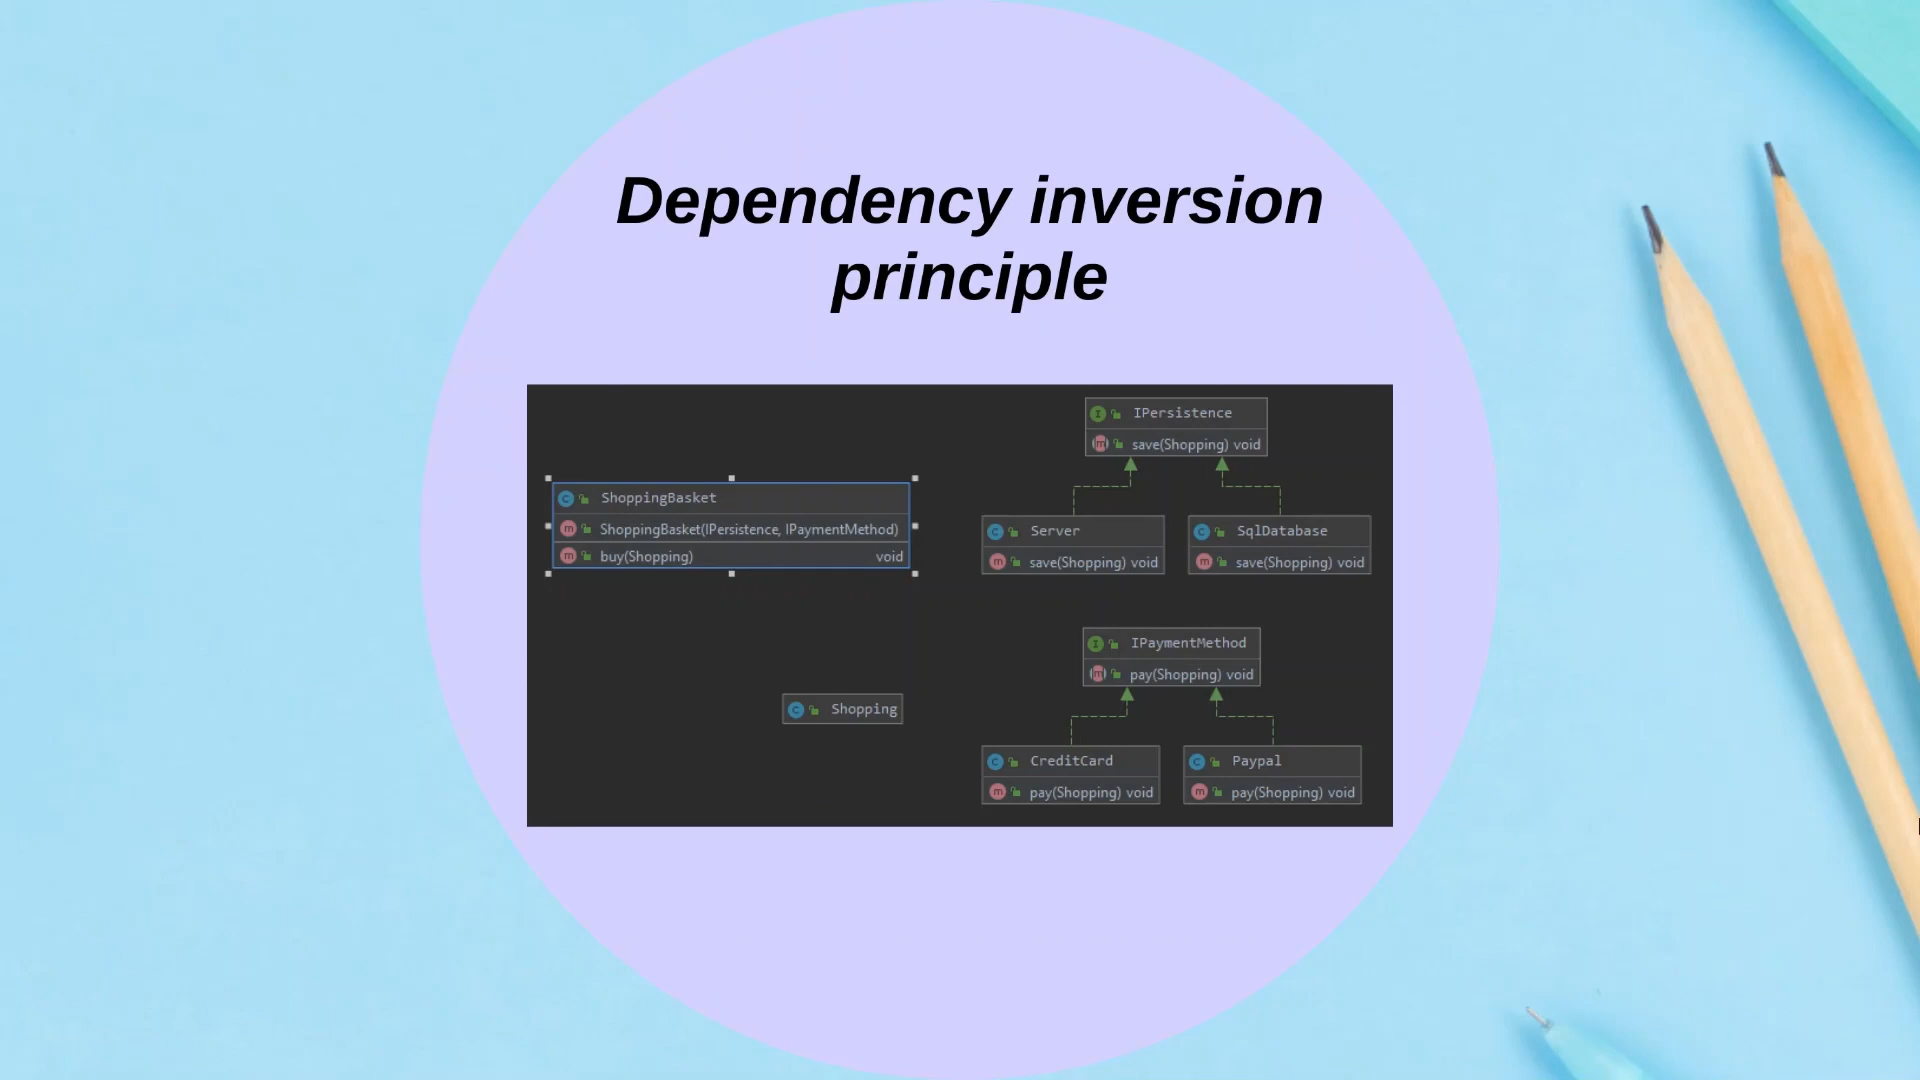 Dependency inversion
principle
IPersistence
save(Shopping) void
ShoppingBasket
ShoppingBasket(IPersistence, IPaymentMethod)
buy(Shopping) void
Server
save(Shopping) void
SqlDatabase
save(Shopping) void
IPaymentMethod
pay(Shopping) void
Shopping
CreditCard
pay(Shopping) void
Paypal
pay(Shopping) void